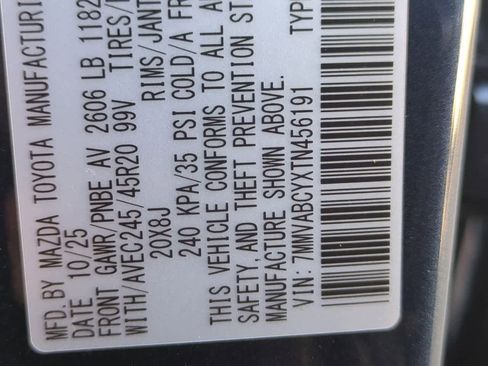 MFD. BY MAZDA TOYOTA MANUFACTURI
DATE 10/25
FRONT GAWR/PNBE AV 2606 LB 1182
WITH/AVEC245/45R20 99V TIRES/
20X8J RIMS/JANT
240 KPA/35 PSI COLD/A FR
THIS VEHICLE CONFORMS TO ALL A
SAFETY, AND THEFT PREVENTION ST
MANUFACTURE SHOWN ABOVE.
VIN: 7MMVABCYXTN456191 TYP